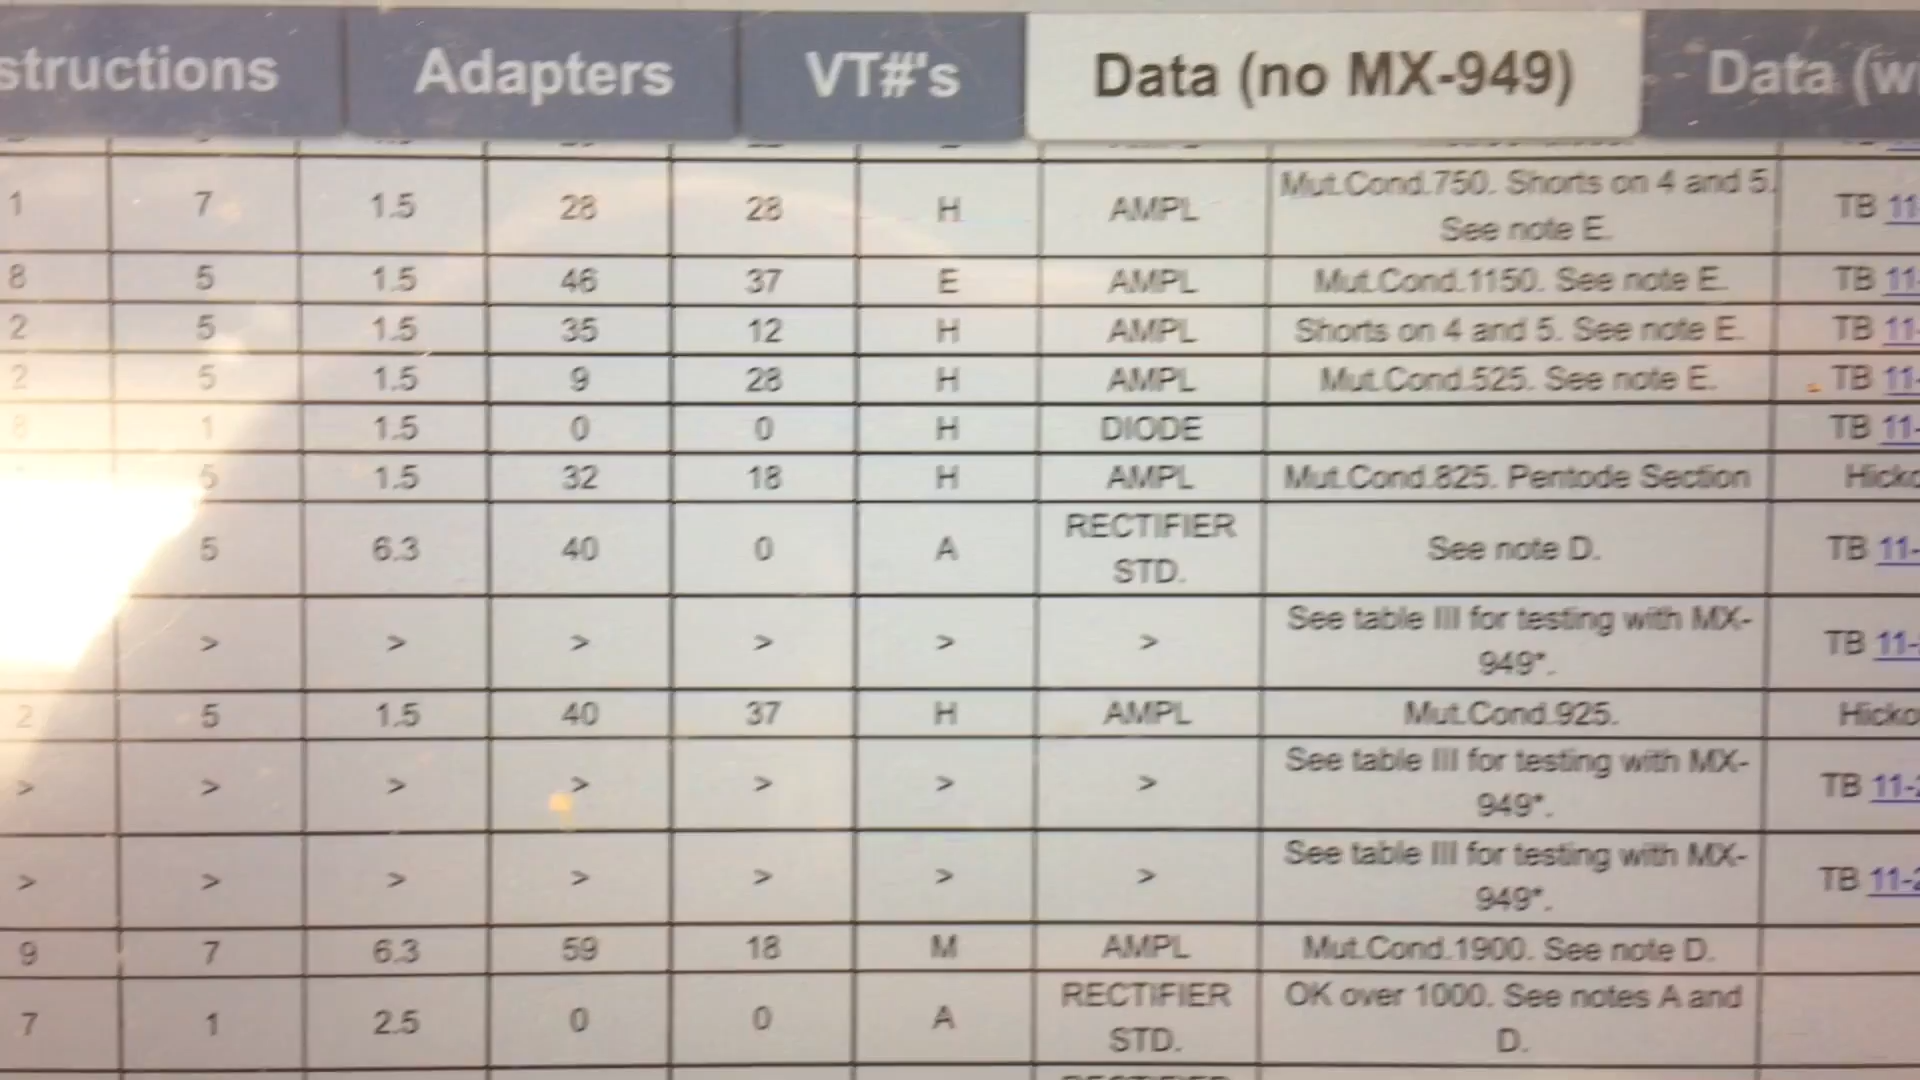 structions Adapters VT#'s Data (no MX-949) Data (wi
1 7 1.5 28 28 H AMPL Mut.Cond.750. Shorts on 4 and 5. See note E. TB 11-
8 5 1.5 46 37 E AMPL Mut.Cond.1150. See note E. TB 11-
2 5 1.5 35 12 H AMPL Shorts on 4 and 5. See note E. TB 11-
2 5 1.5 9 28 H AMPL Mut.Cond.525. See note E. TB 11-
8 1 1.5 0 0 H DIODE TB 11-
5 1.5 32 18 H AMPL Mut.Cond.825. Pentode Section Hicko
5 6.3 40 0 A RECTIFIER STD. See note D. TB 11-
> > > > > > See table III for testing with MX-949*. TB 11-
2 5 1.5 40 37 H AMPL Mut.Cond.925. Hicko
> > > > > > > See table III for testing with MX-949*. TB 11-2
> > > > > > > See table III for testing with MX-949*. TB 11-2
9 7 6.3 59 18 M AMPL Mut.Cond.1900. See note D.
7 1 2.5 0 0 A RECTIFIER STD. OK over 1000. See notes A and D.